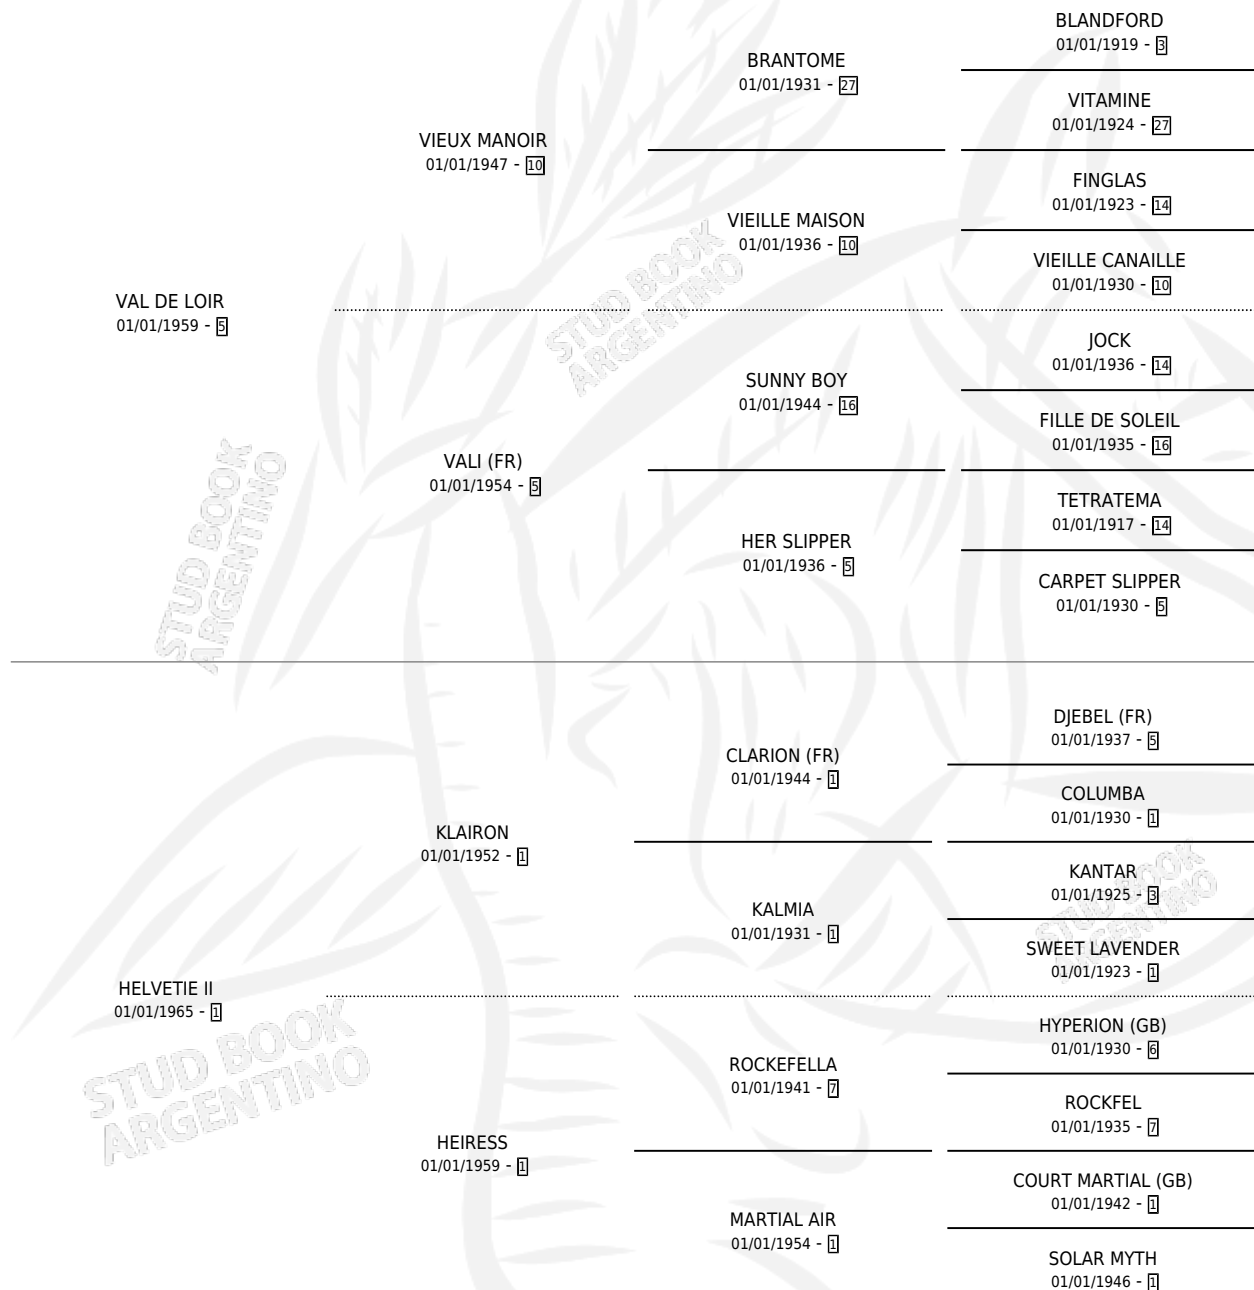 BLANDFORD
01/01/1919 - 3
BRANTOME
01/01/1931 - 27
VITAMINE
01/01/1924 - 27
VIEUX MANOIR
01/01/1947 - 10
FINGLAS
01/01/1923 - 14
VIEILLE MAISON
01/01/1936 - 10
VIEILLE CANAILLE
01/01/1930 - 10
VAL DE LOIR
01/01/1959 - 5
JOCK
01/01/1936 - 14
SUNNY BOY
01/01/1944 - 16
FILLE DE SOLEIL
01/01/1935 - 16
VALI (FR)
01/01/1954 - 5
TETRATEMA
01/01/1917 - 14
HER SLIPPER
01/01/1936 - 5
CARPET SLIPPER
01/01/1930 - 5
STUD BOOK
ARGENTINO
STUD BOOK
ARGENTINO
DJEBEL (FR)
01/01/1937 - 5
CLARION (FR)
01/01/1944 - 1
COLUMBA
01/01/1930 - 1
KLAIRON
01/01/1952 - 1
KANTAR
01/01/1925 - 3
KALMIA
01/01/1931 - 1
SWEET LAVENDER
01/01/1923 - 1
HELVETIE II
01/01/1965 - 1
HYPERION (GB)
01/01/1930 - 6
ROCKEFELLA
01/01/1941 - 7
ROCKFEL
01/01/1935 - 7
HEIRESS
01/01/1959 - 1
COURT MARTIAL (GB)
01/01/1942 - 1
MARTIAL AIR
01/01/1954 - 1
SOLAR MYTH
01/01/1946 - 1
STUD BOOK
ARGENTINO
STUD BOOK
ARGENTINO